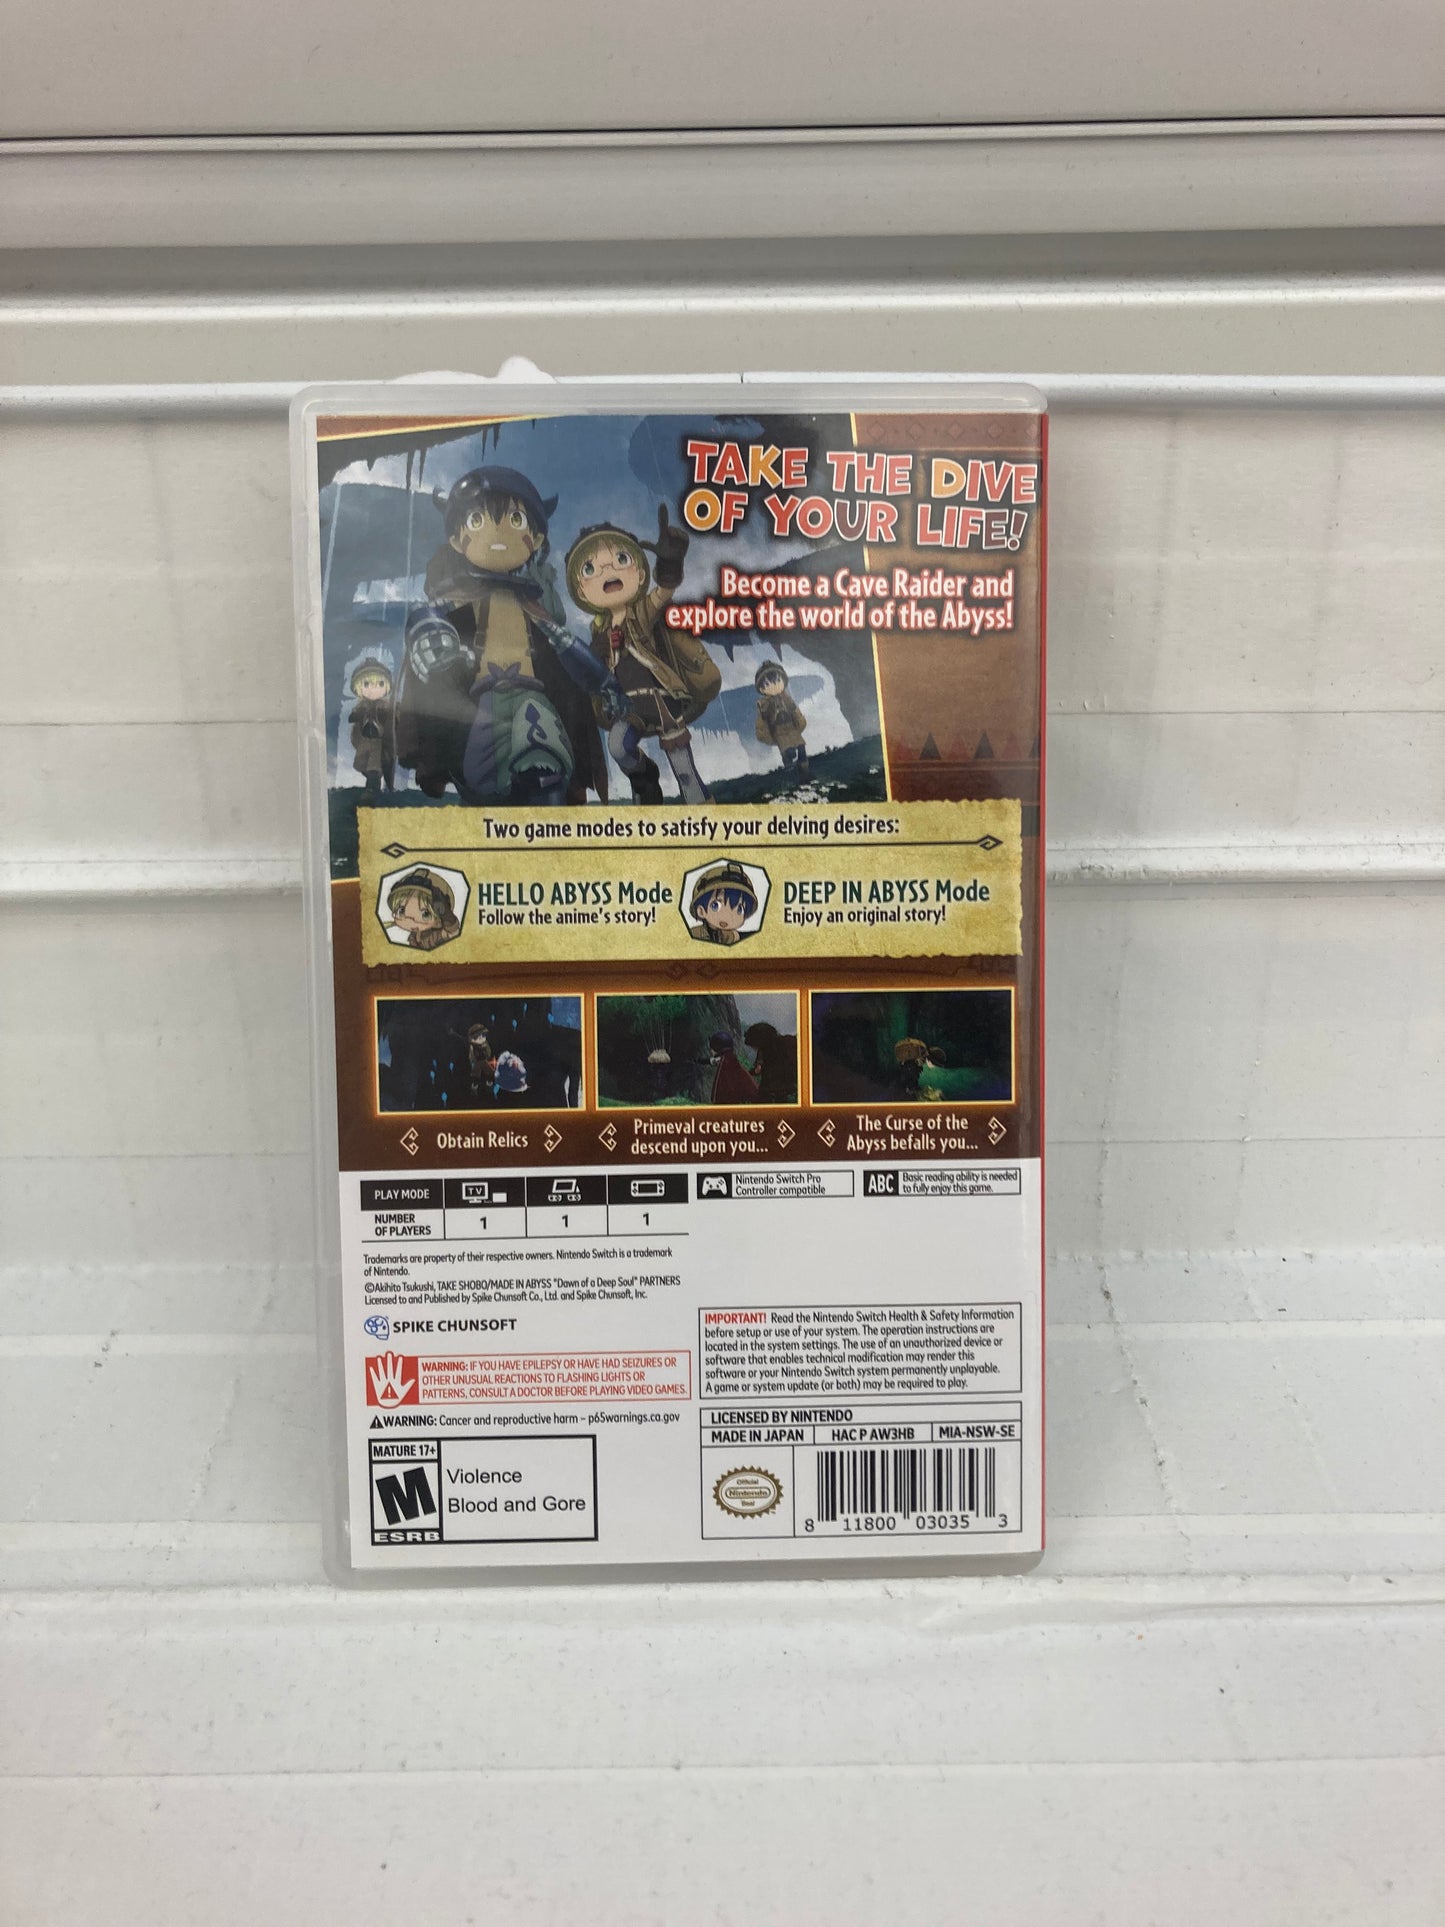 TAKE THE DIVE
OF YOUR LIFE!
Become a Cave Raider and
explore the world of the Abyss!
Two game modes to satisfy your delving desires:
HELLO ABYSS Mode
Follow the anime's story!
DEEP IN ABYSS Mode
Enjoy an original story!
Obtain Relics
Primeval creatures
descend upon you...
The Curse of the
Abyss befalls you...
PLAY MODE
TV
NUMBER
OF PLAYERS
1
1
1
Nintendo Switch Pro
Controller compatible
ABC
Basic reading ability is needed
to fully enjoy this game.
Trademarks are property of their respective owners. Nintendo Switch is a trademark
of Nintendo.
©Akihito Tsukushi, TAKE SHOBO/MADE IN ABYSS "Dawn of a Deep Soul" PARTNERS
Licensed to and Published by Spike Chunsoft Co., Ltd. and Spike Chunsoft, Inc.
SPIKE CHUNSOFT
WARNING: IF YOU HAVE EPILEPSY OR HAVE HAD SEIZURES OR
OTHER UNUSUAL REACTIONS TO FLASHING LIGHTS OR
PATTERNS, CONSULT A DOCTOR BEFORE PLAYING VIDEO GAMES.
WARNING: Cancer and reproductive harm – p65warnings.ca.gov
MATURE 17+
M
ESRB
Violence
Blood and Gore
IMPORTANT! Read the Nintendo Switch Health & Safety Information
before setup or use of your system. The operation instructions are
located in the system settings. The use of an unauthorized device or
software that enables technical modification may render this
software or your Nintendo Switch system permanently unplayable.
A game or system update (or both) may be required to play.
LICENSED BY NINTENDO
MADE IN JAPAN
HAC P AW3HB
MIA-NSW-SE
Official
Nintendo
Seal
8 11800 03035 3